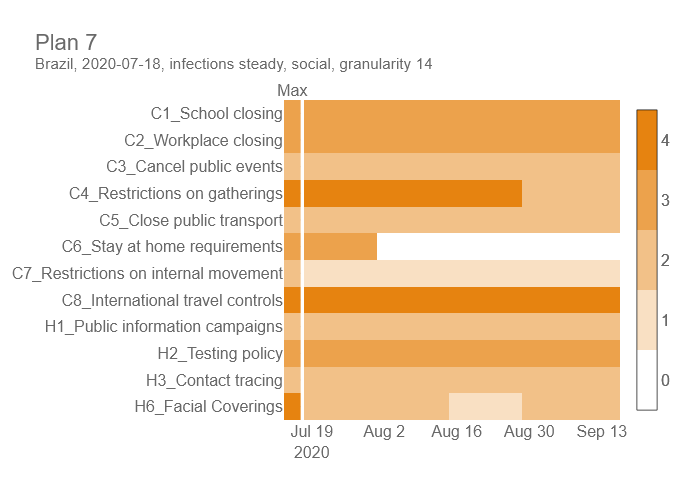 Plan 7
Brazil, 2020-07-18, infections steady, social, granularity 14
Max
C1_School closing
C2_Workplace closing
C3_Cancel public events
C4_Restrictions on gatherings
C5_Close public transport
C6_Stay at home requirements
C7_Restrictions on internal movement
C8_International travel controls
H1_Public information campaigns
H2_Testing policy
H3_Contact tracing
H6_Facial Coverings
4
3
2
1
0
Jul 19 Aug 2 Aug 16 Aug 30 Sep 13
2020